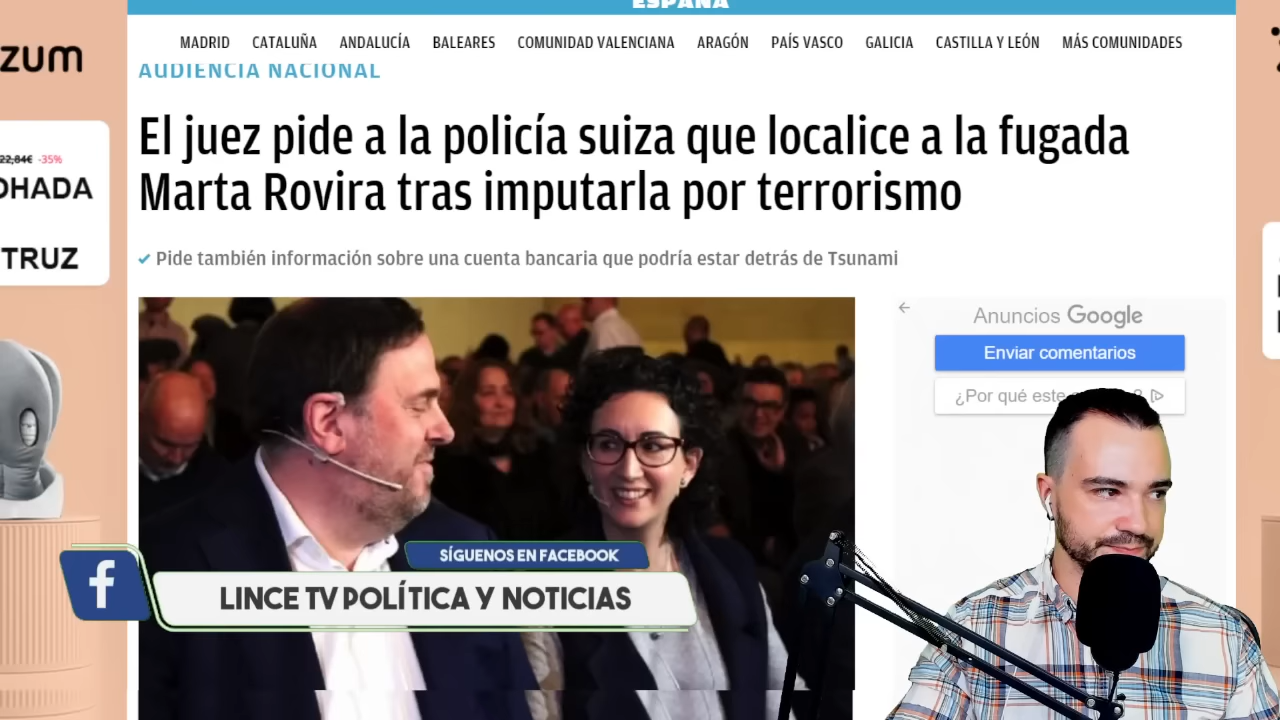 ESPAÑA
MADRID CATALUÑA ANDALUCÍA BALEARES COMUNIDAD VALENCIANA ARAGÓN PAÍS VASCO GALICIA CASTILLA Y LEÓN MÁS COMUNIDADES
AUDIENCIA NACIONAL
El juez pide a la policía suiza que localice a la fugada
Marta Rovira tras imputarla por terrorismo
Pide también información sobre una cuenta bancaria que podría estar detrás de Tsunami
zum
22,84€ -35%
OHADA
TRUZ
Anuncios Google
Enviar comentarios
¿Por qué este
SÍGUENOS EN FACEBOOK
f
LINCE TV POLÍTICA Y NOTICIAS